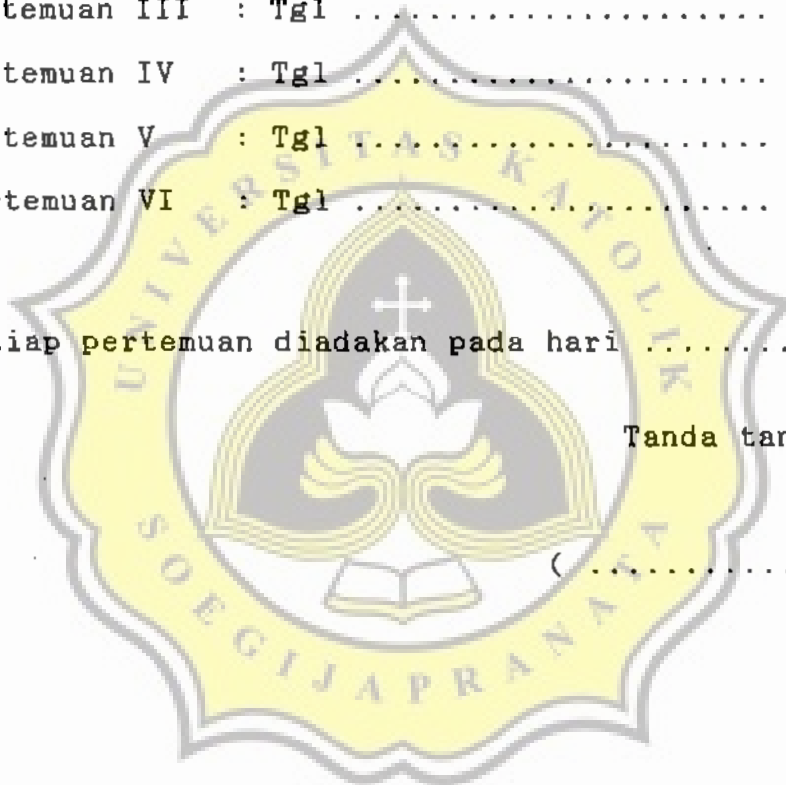 temuan III : Tgl ..........................
temuan IV : Tgl ..........................
temuan V : Tgl ..........................
rtemuan VI : Tgl ..........................
iap pertemuan diadakan pada hari .........
Tanda tan
( ............
UNIVERSITAS KATOLIK
SOEGIJAPRANATA